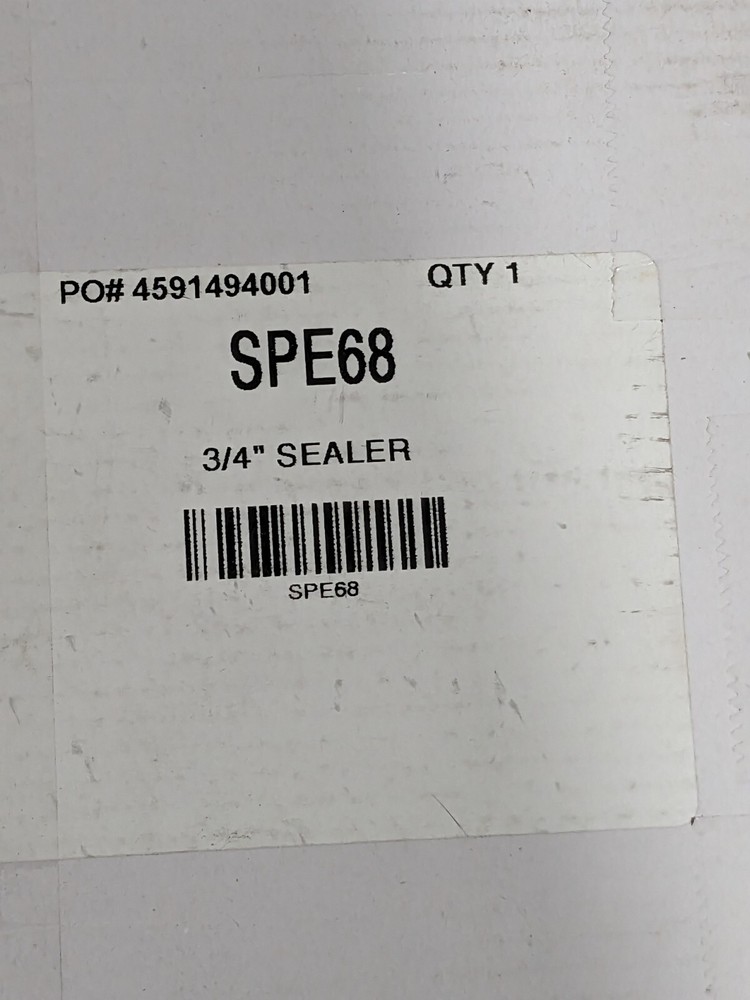 PO# 4591494001 QTY 1
SPE68
3/4" SEALER
SPE68